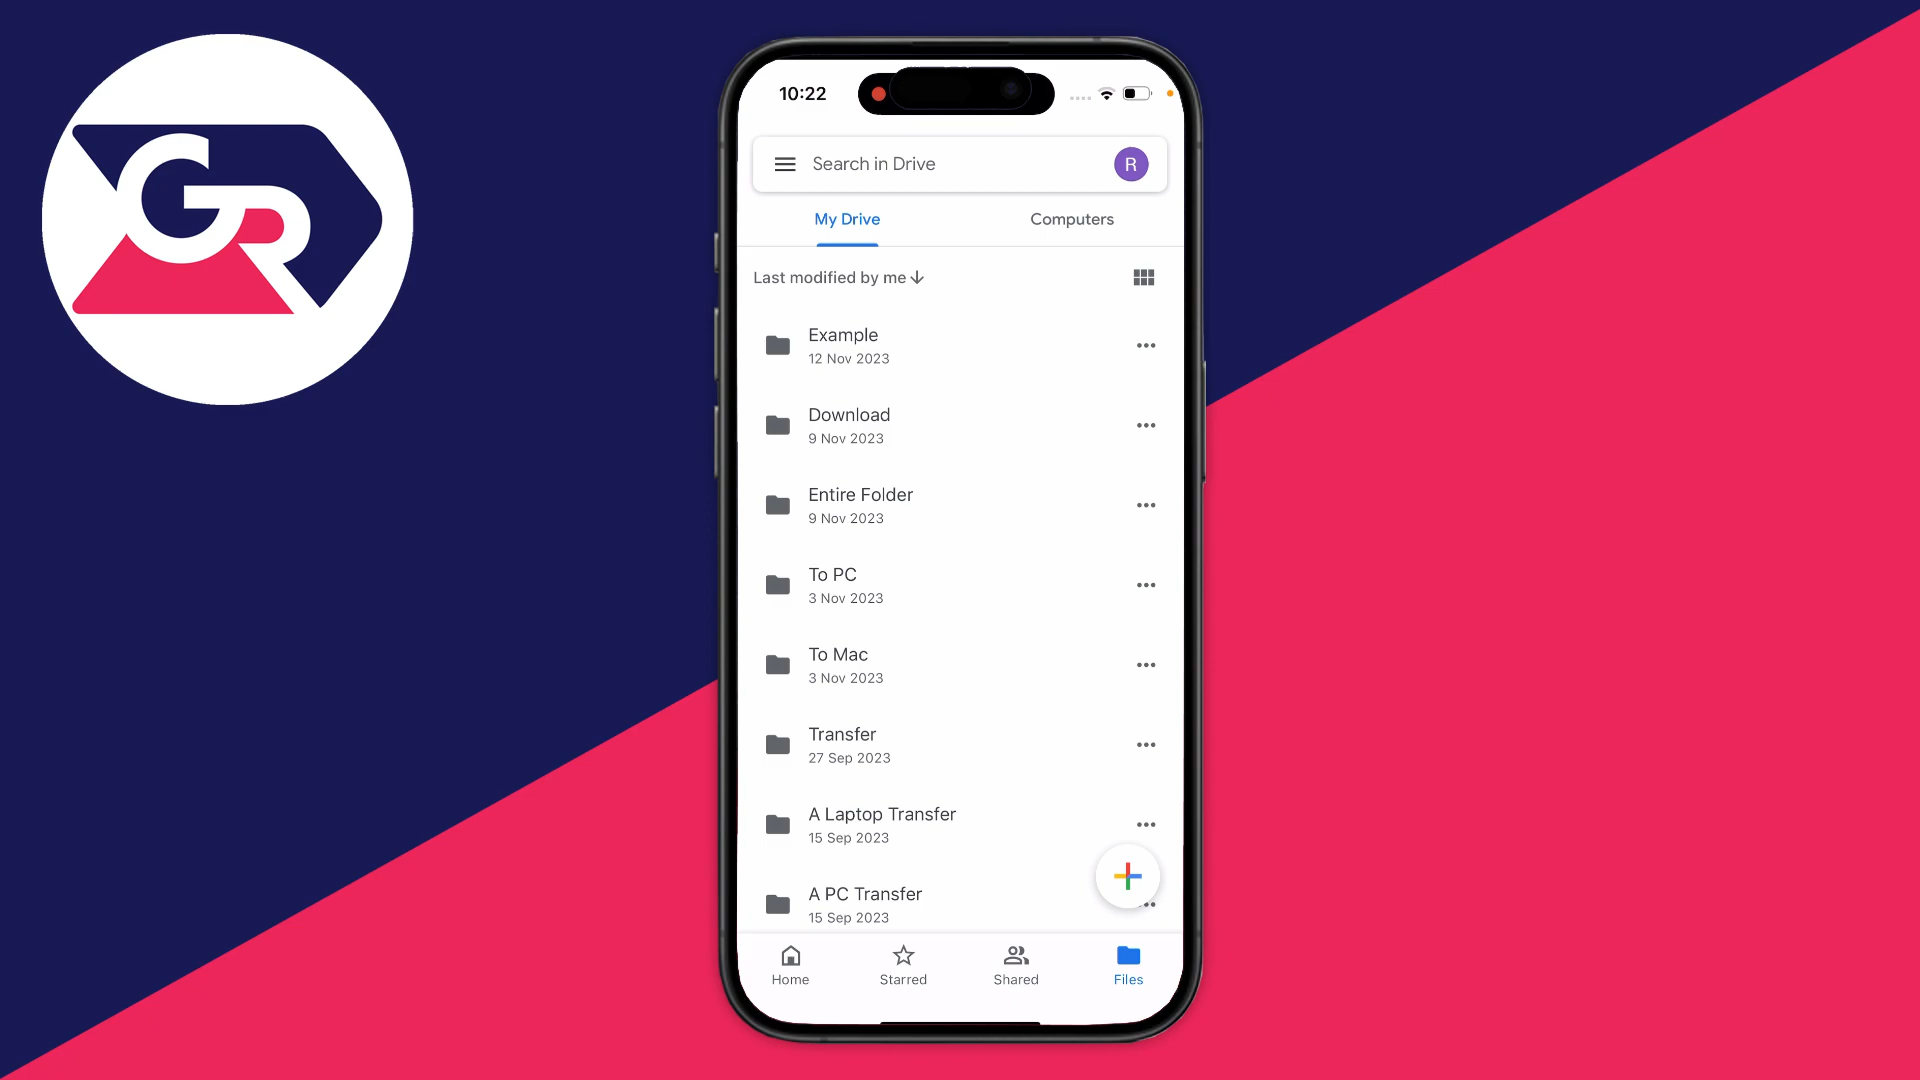 GR
10:22
Search in Drive
R
My Drive
Computers
Last modified by me
Example
12 Nov 2023
Download
9 Nov 2023
Entire Folder
9 Nov 2023
To PC
3 Nov 2023
To Mac
3 Nov 2023
Transfer
27 Sep 2023
A Laptop Transfer
15 Sep 2023
A PC Transfer
15 Sep 2023
Home
Starred
Shared
Files